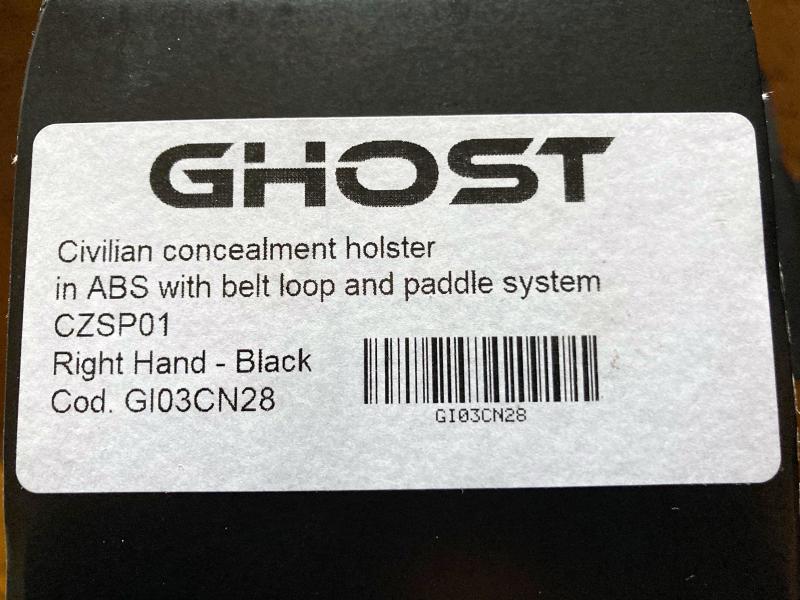 GHOST
Civilian concealment holster
in ABS with belt loop and paddle system
CZSP01
Right Hand - Black
Cod. GI03CN28
GI03CN28